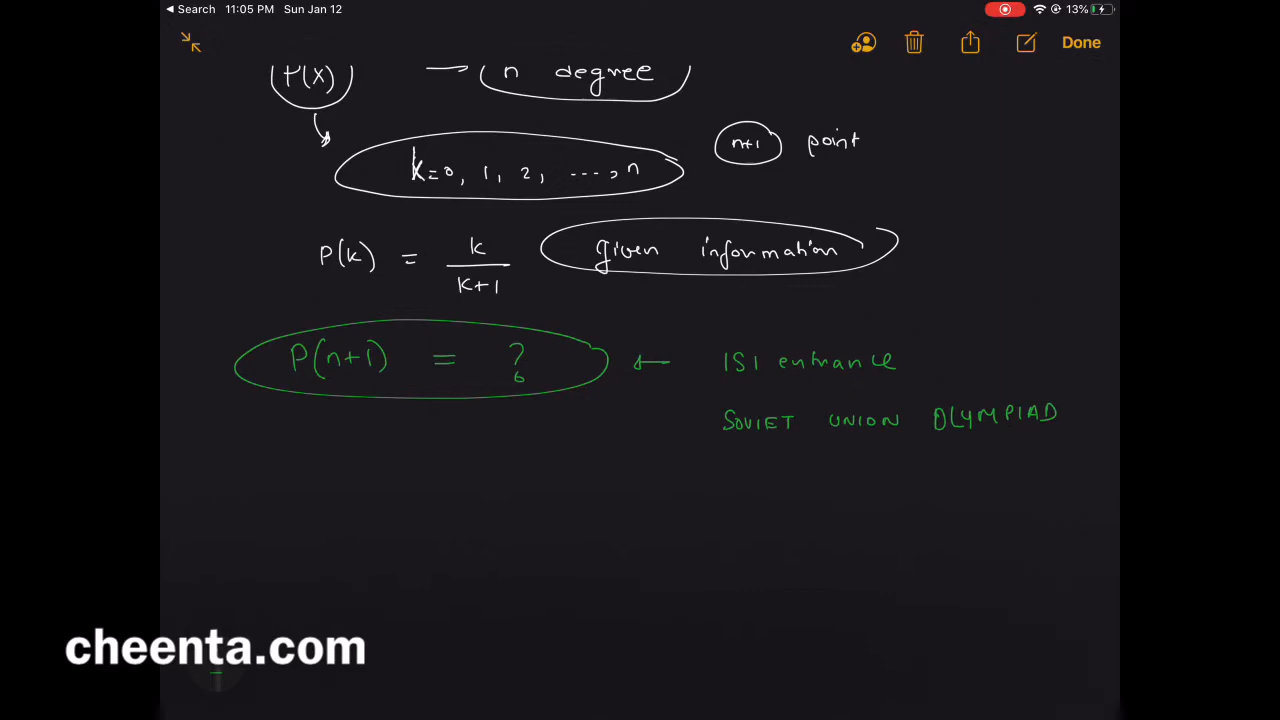 Search 11:05 PM Sun Jan 12 13%
Done
P(x) → n degree
k=0, 1, 2, ..., n n+1 point
P(k) = k/k+1 given information
P(n+1) = ? ← ISI entrance
SOVIET UNION OLYMPIAD
cheenta.com